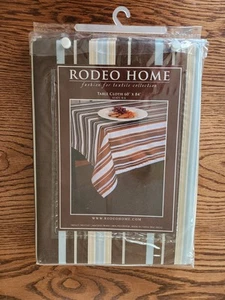 RODEO HOME
fashion for textile collection
TABLE CLOTH 60" X 84"
WWW.RODEOHOME.COM